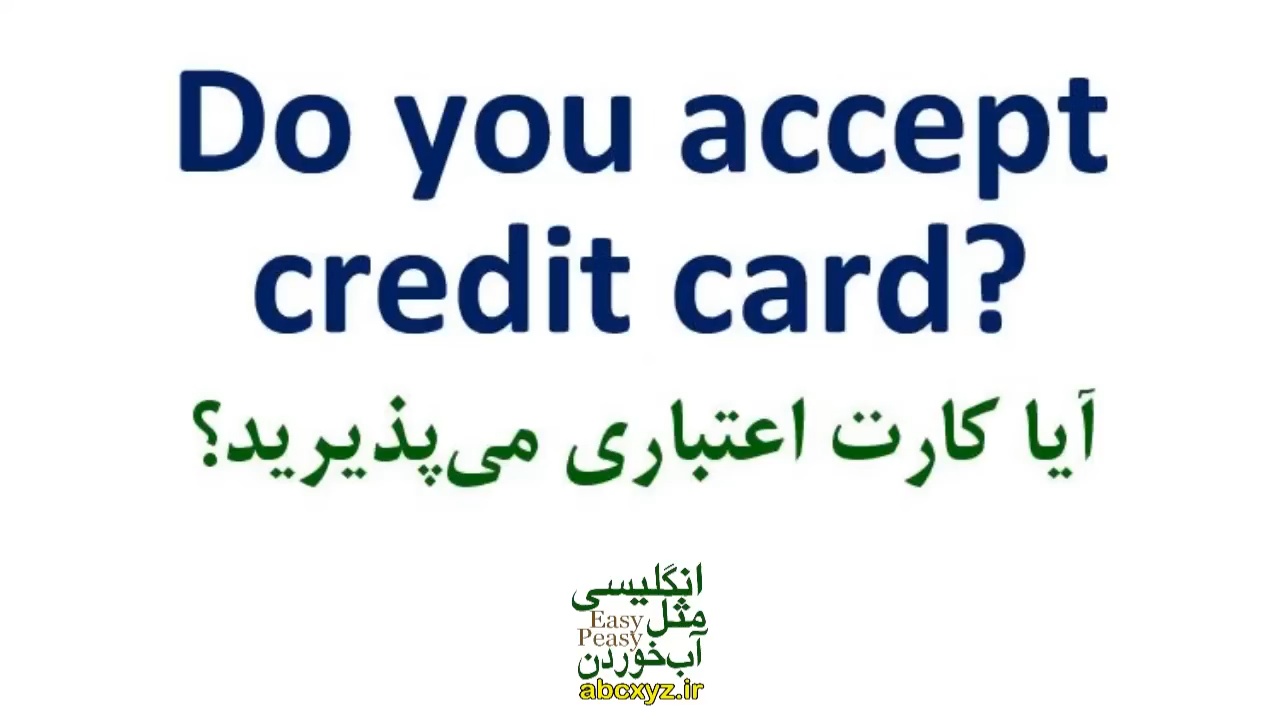 Do you accept
credit card?
آیا کارت اعتباری می‌پذیرید؟
انگلیسی
مثل
Easy
Peasy
آب‌خوردن
abcxyz.ir